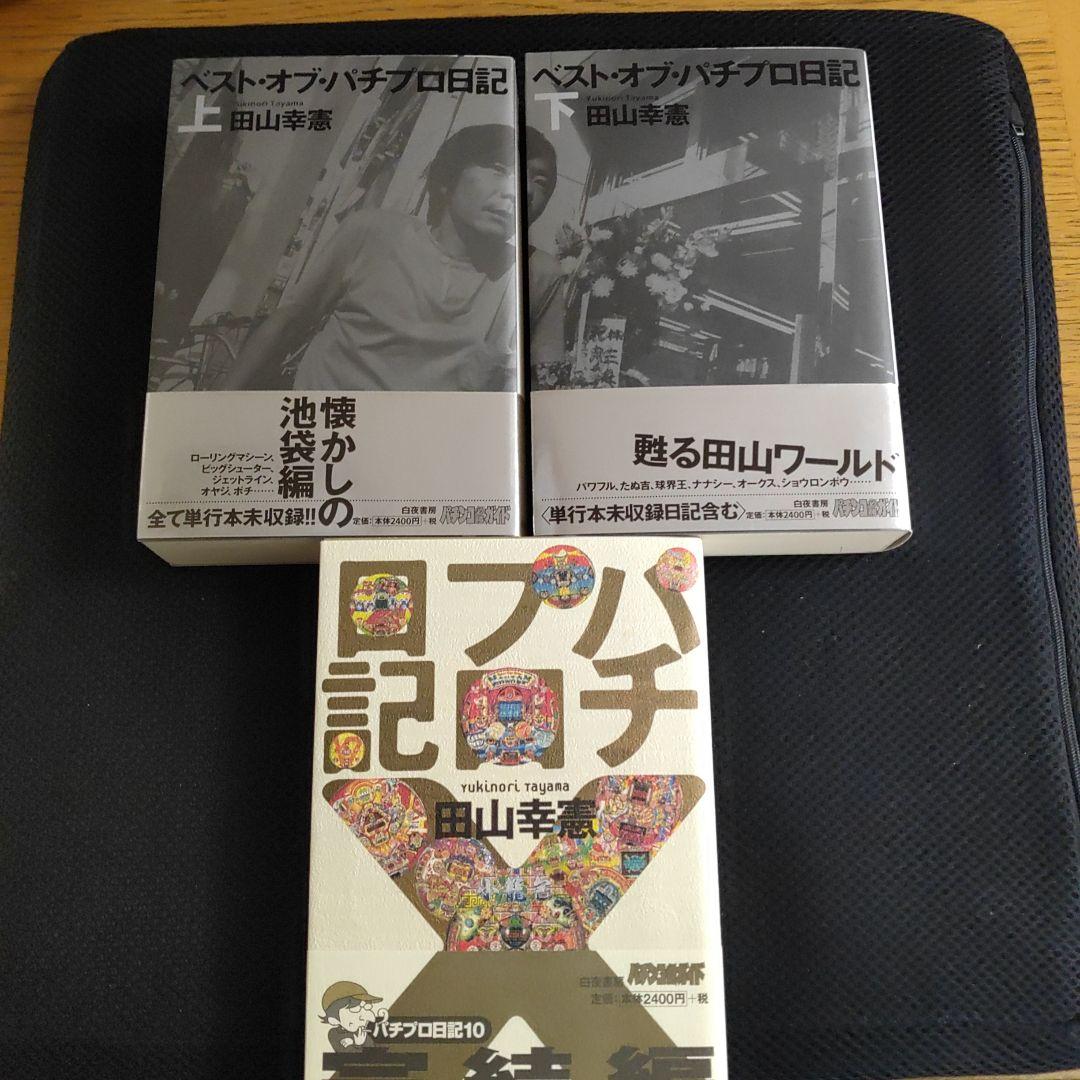 ベスト・オブ・パチプロ日記
上
Yukinori Tayama
田山幸憲
懐かしの
池袋編
ローリングマシーン、
ビッグシューター、
ジェットライン、
オヤジ、ポチ……
全て単行本未収録!!
白夜書房
定価:本体2400円+税
パチンコ必勝ガイド
ベスト・オブ・パチプロ日記
下
Yukinori Tayama
田山幸憲
甦る田山ワールド
パワフル、たぬ吉、球界王、ナナシー、オークス、ショウロンポウ……
〈単行本未収録日記含む〉
白夜書房
定価:本体2400円+税
パチンコ必勝ガイド
パチプロ日記
X
Yukinori Tayama
田山幸憲
白夜書房
パチンコ必勝ガイド
定価:本体2400円+税
パチプロ日記10
完結編